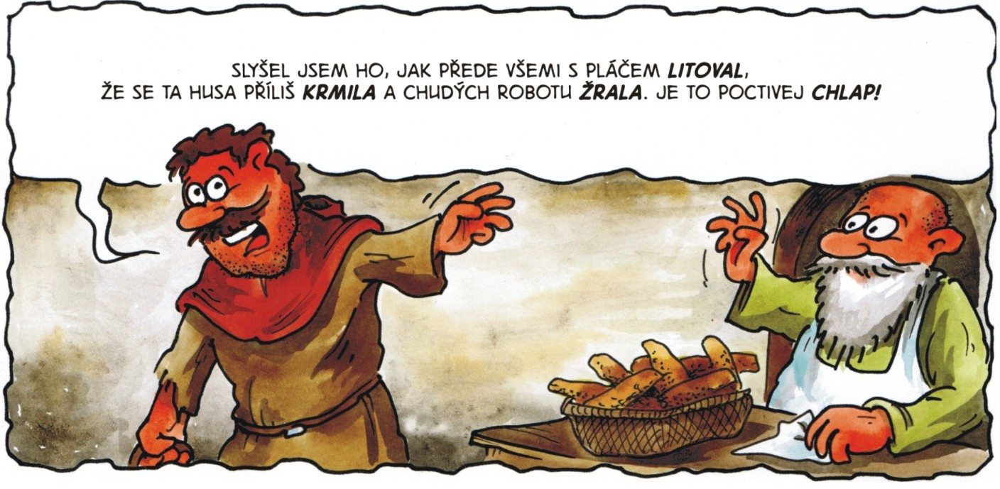 SLYŠEL JSEM HO, JAK PŘEDE VŠEMI S PLÁČEM LITOVAL,
ŽE SE TA HUSA PŘÍLIŠ KRMILA A CHUDÝCH ROBOTU ŽRALA. JE TO POCTIVEJ CHLAP!